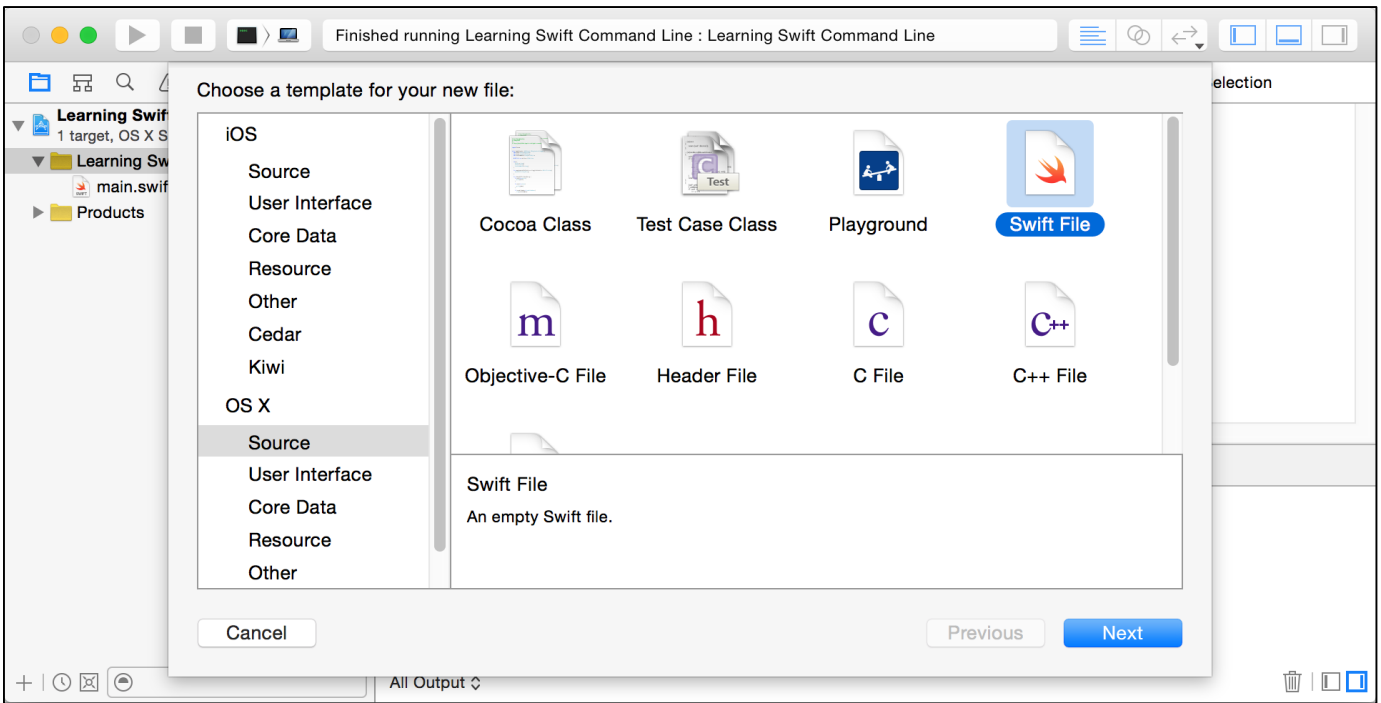 Finished running Learning Swift Command Line : Learning Swift Command Line
election
Learning Swif
1 target, OS X S
Learning Sw
main.swif
Products
Choose a template for your new file:
iOS
Source
User Interface
Core Data
Resource
Other
Cedar
Kiwi
OS X
Source
User Interface
Core Data
Resource
Other
Test
Cocoa Class
Test Case Class
Playground
Swift File
m
h
c
C++
Objective-C File
Header File
C File
C++ File
Swift File
An empty Swift file.
Cancel
Previous
Next
All Output